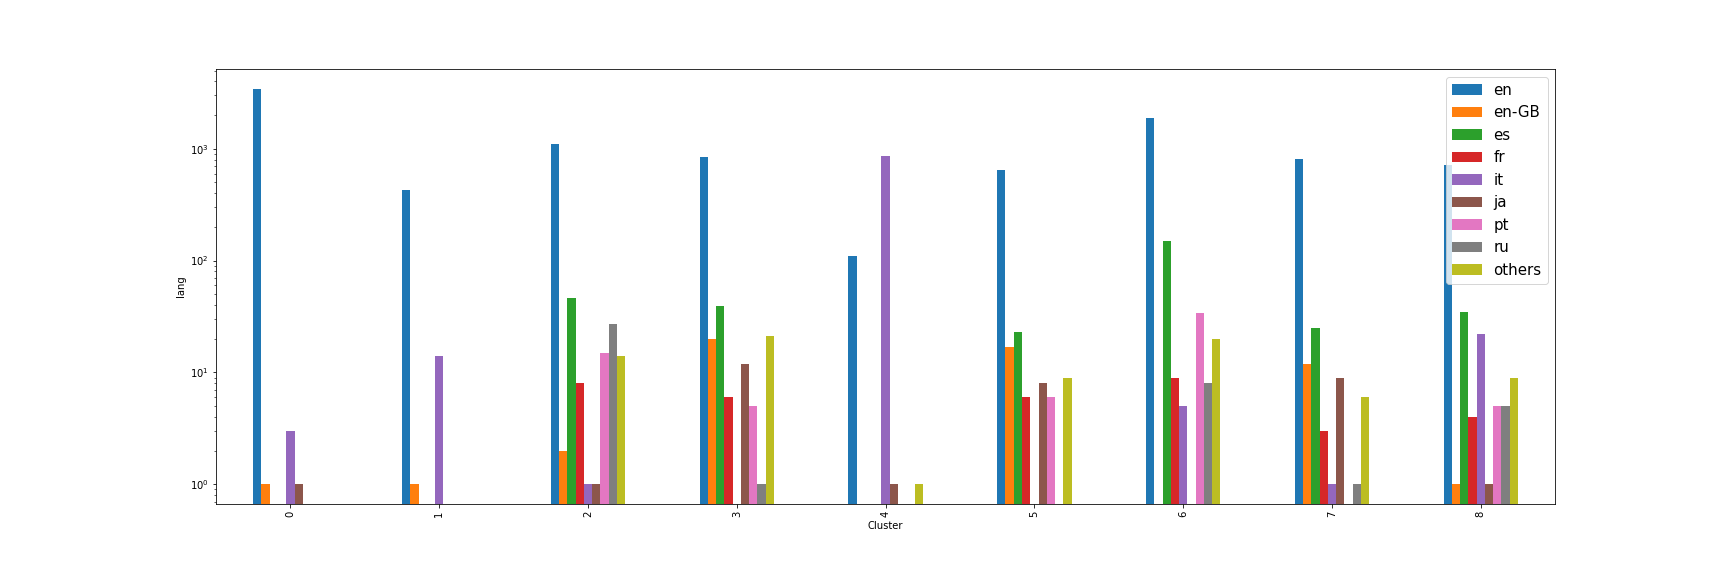 10³
10²
10¹
10⁰
lang
0 1 2 3 4 5 6 7 8
Cluster
en
en-GB
es
fr
it
ja
pt
ru
others